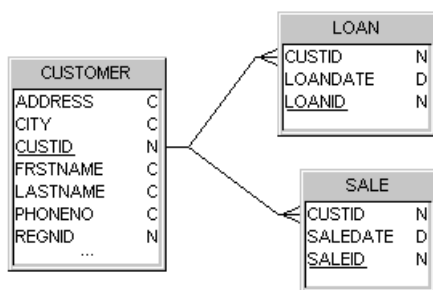 CUSTOMER
ADDRESS C
CITY C
CUSTID N
FRSTNAME C
LASTNAME C
PHONENO C
REGNID N
...
LOAN
CUSTID N
LOANDATE D
LOANID N
SALE
CUSTID N
SALEDATE D
SALEID N